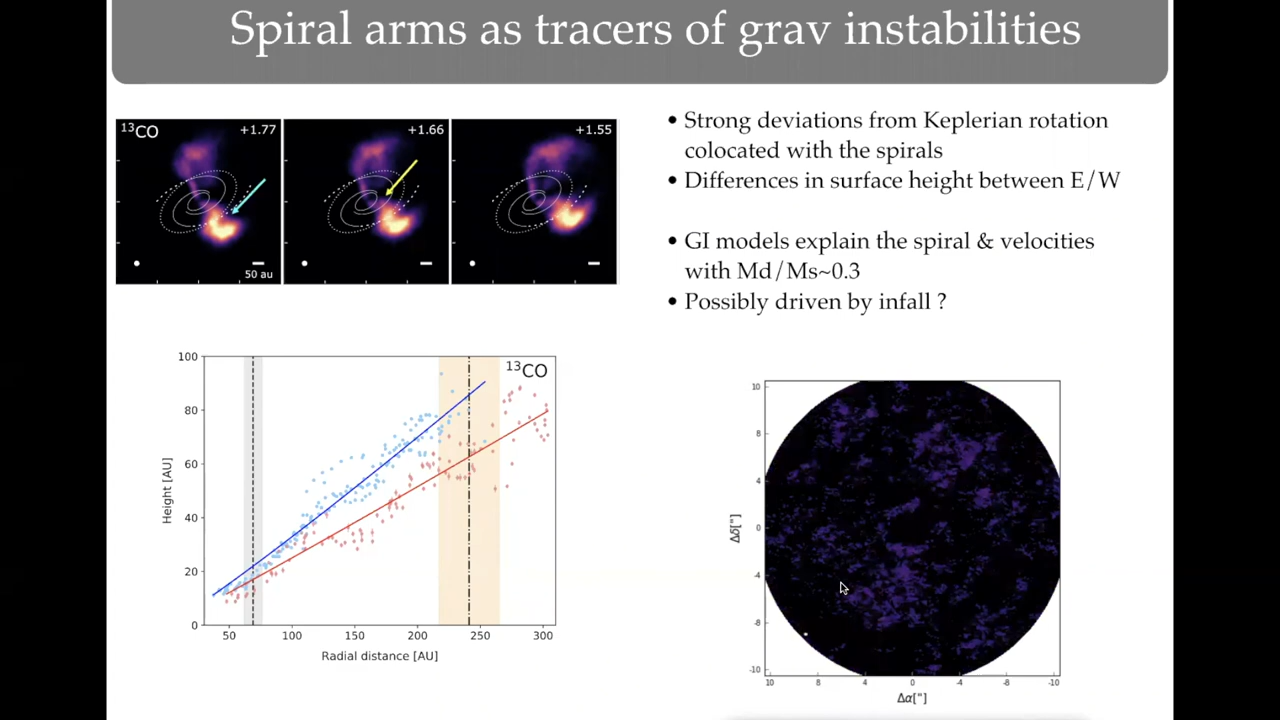 Spiral arms as tracers of grav instabilities
¹³CO
+1.77
+1.66
+1.55
50 au
• Strong deviations from Keplerian rotation
colocated with the spirals
• Differences in surface height between E/W
• GI models explain the spiral & velocities
with Md/Ms~0.3
• Possibly driven by infall ?
¹³CO
100
80
60
40
20
0
Height [AU]
50 100 150 200 250 300
Radial distance [AU]
10
8
4
0
-4
-8
-10
Δδ["]
10 8 4 0 -4 -8 -10
Δα["]